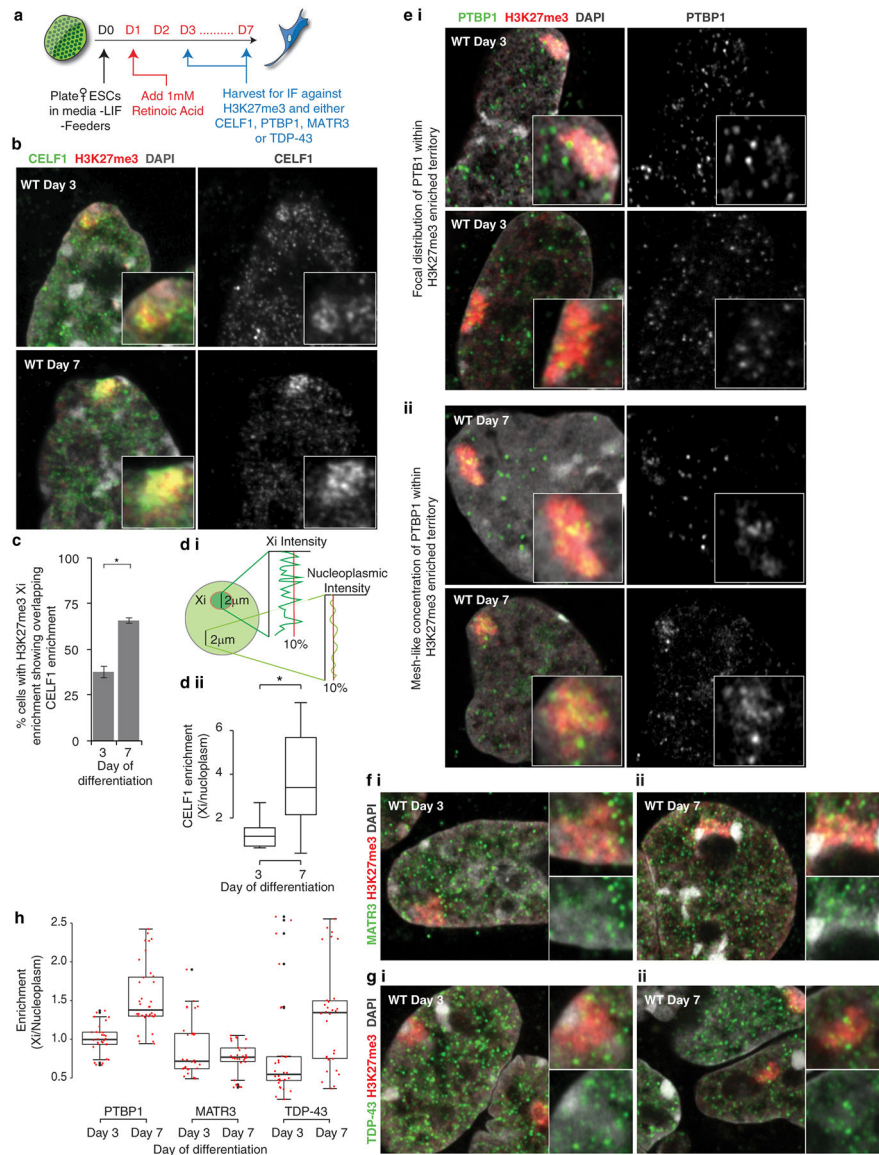 a
D0 D1 D2 D3 .......... D7
Plate♀ESCs
in media -LIF
-Feeders
Add 1mM
Retinoic Acid
Harvest for IF against
H3K27me3 and either
CELF1, PTBP1, MATR3
or TDP-43
b
CELF1 H3K27me3 DAPI
CELF1
WT Day 3
WT Day 7
c
% cells with H3K27me3 Xi
enrichment showing overlapping
CELF1 enrichment
100
75
50
25
0
*
3 7
Day of
differentiation
d i
Xi Intensity
Nucleoplasmic
Intensity
Xi
2μm
2μm
10%
10%
d ii
*
CELF1 enrichment
(Xi/nucloplasm)
6
4
2
3 7
Day of differentiation
e i
PTBP1 H3K27me3 DAPI
PTBP1
Focal distribution of PTB1 within
H3K27me3 enriched territory
WT Day 3
WT Day 3
ii
Mesh-like concentration of PTBP1 within
H3K27me3 enriched territory
WT Day 7
WT Day 7
f i
MATR3 H3K27me3 DAPI
WT Day 3
ii
WT Day 7
g i
TDP-43 H3K27me3 DAPI
WT Day 3
ii
WT Day 7
h
Enrichment
(Xi/Nucleoplasm)
2.5
2.0
1.5
1.0
0.5
PTBP1 MATR3 TDP-43
Day 3 Day 7 Day 3 Day 7 Day 3 Day 7
Day of differentiation